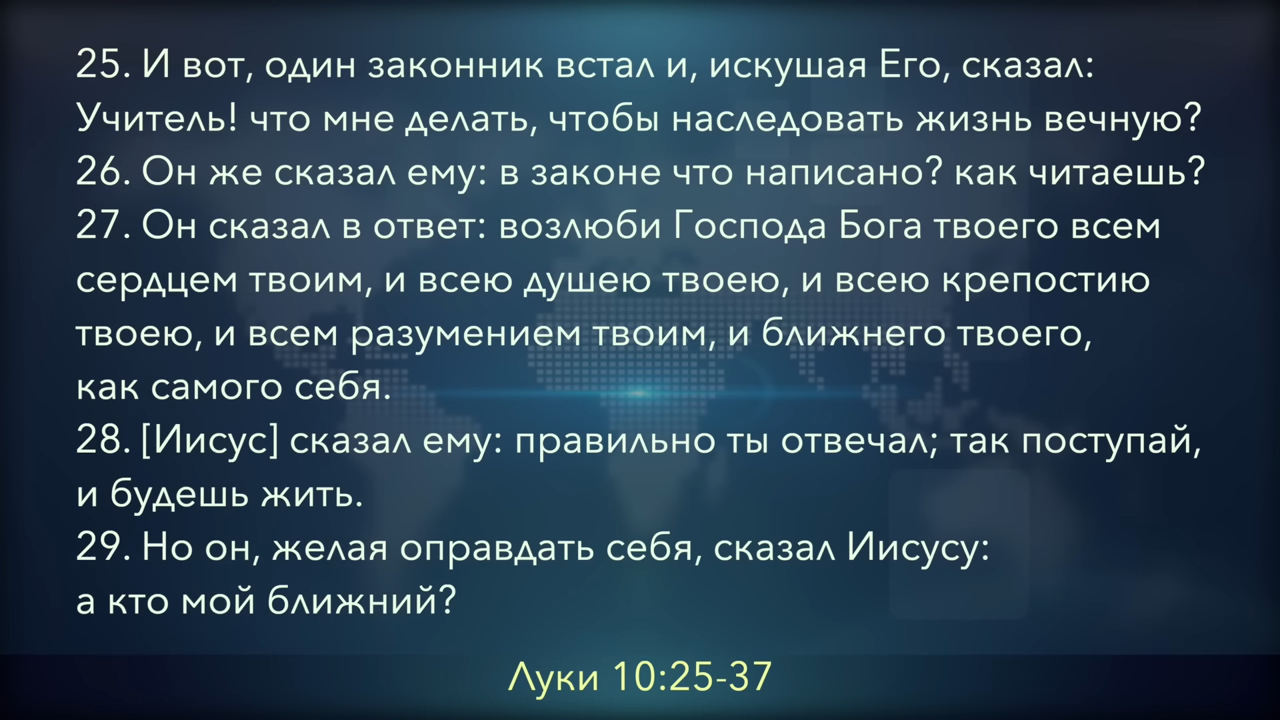 25. И вот, один законник встал и, искушая Его, сказал:
Учитель! что мне делать, чтобы наследовать жизнь вечную?
26. Он же сказал ему: в законе что написано? как читаешь?
27. Он сказал в ответ: возлюби Господа Бога твоего всем
сердцем твоим, и всею душею твоею, и всею крепостию
твоею, и всем разумением твоим, и ближнего твоего,
как самого себя.
28. [Иисус] сказал ему: правильно ты отвечал; так поступай,
и будешь жить.
29. Но он, желая оправдать себя, сказал Иисусу:
а кто мой ближний?
Луки 10:25-37